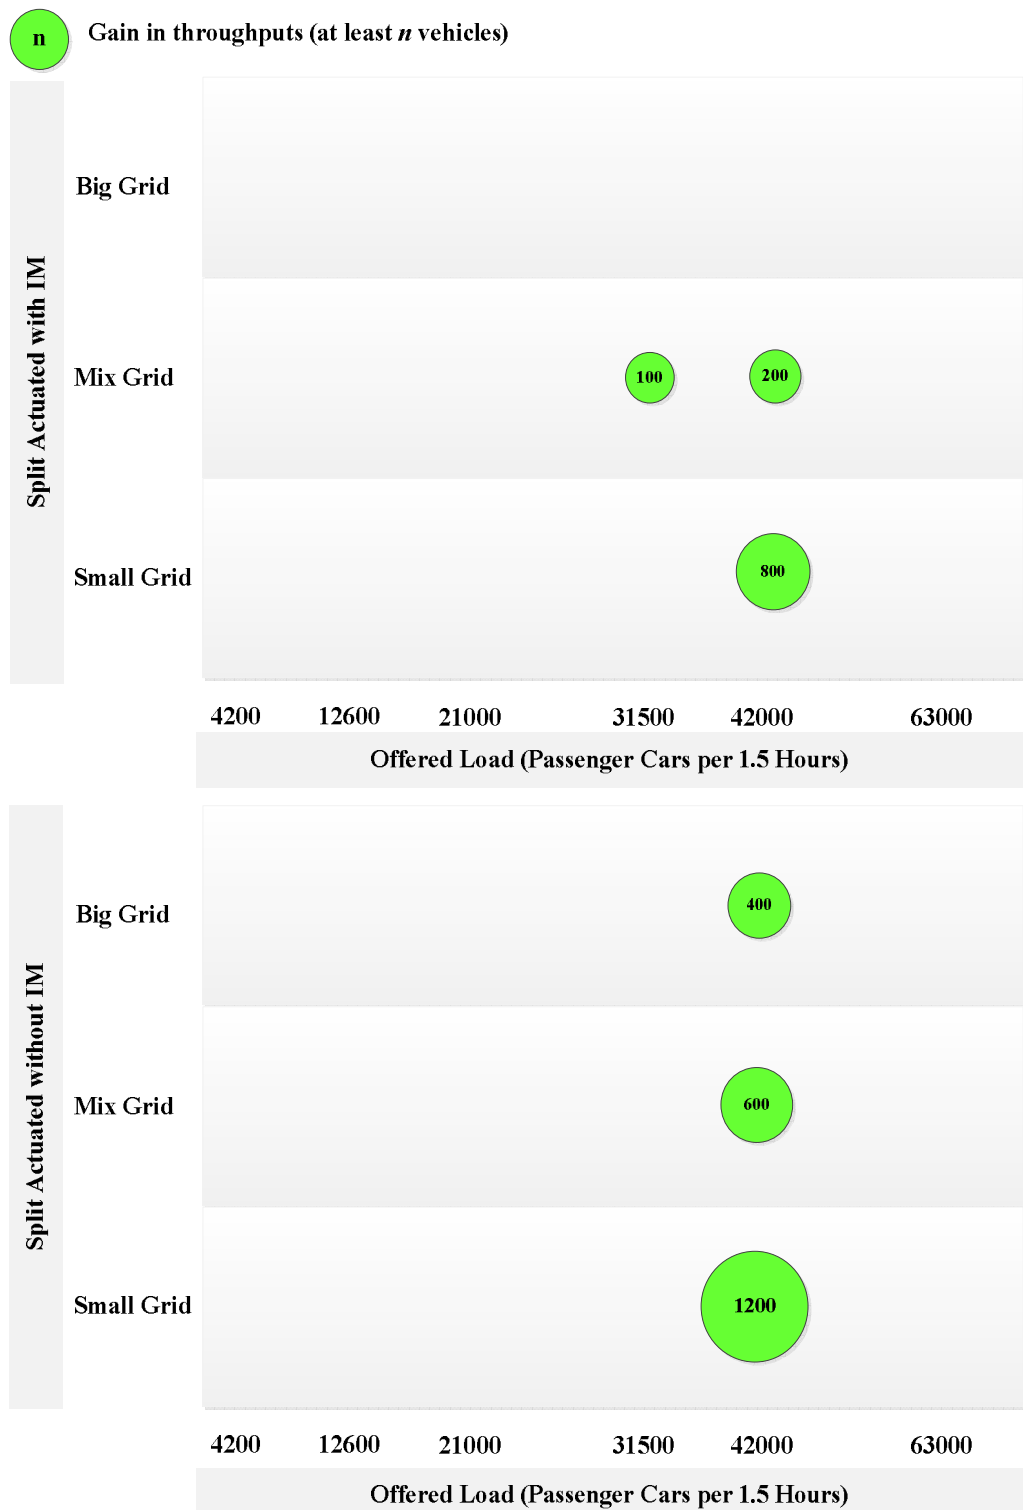 n Gain in throughputs (at least n vehicles)
Split Actuated with IM
Big Grid
Mix Grid 100 200
Small Grid 800
4200 12600 21000 31500 42000 63000
Offered Load (Passenger Cars per 1.5 Hours)
Split Actuated without IM
Big Grid 400
Mix Grid 600
Small Grid 1200
4200 12600 21000 31500 42000 63000
Offered Load (Passenger Cars per 1.5 Hours)